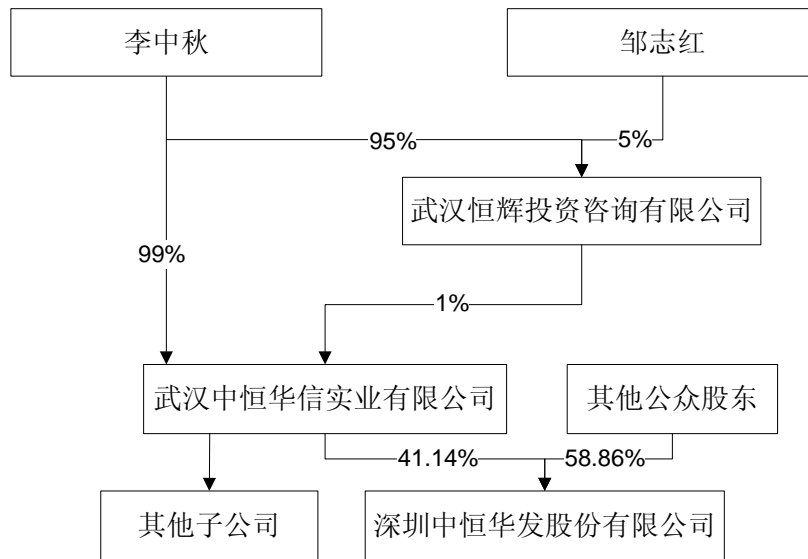 李中秋
邹志红
95%
5%
武汉恒辉投资咨询有限公司
99%
1%
武汉中恒华信实业有限公司
其他公众股东
41.14%
58.86%
其他子公司
深圳中恒华发股份有限公司